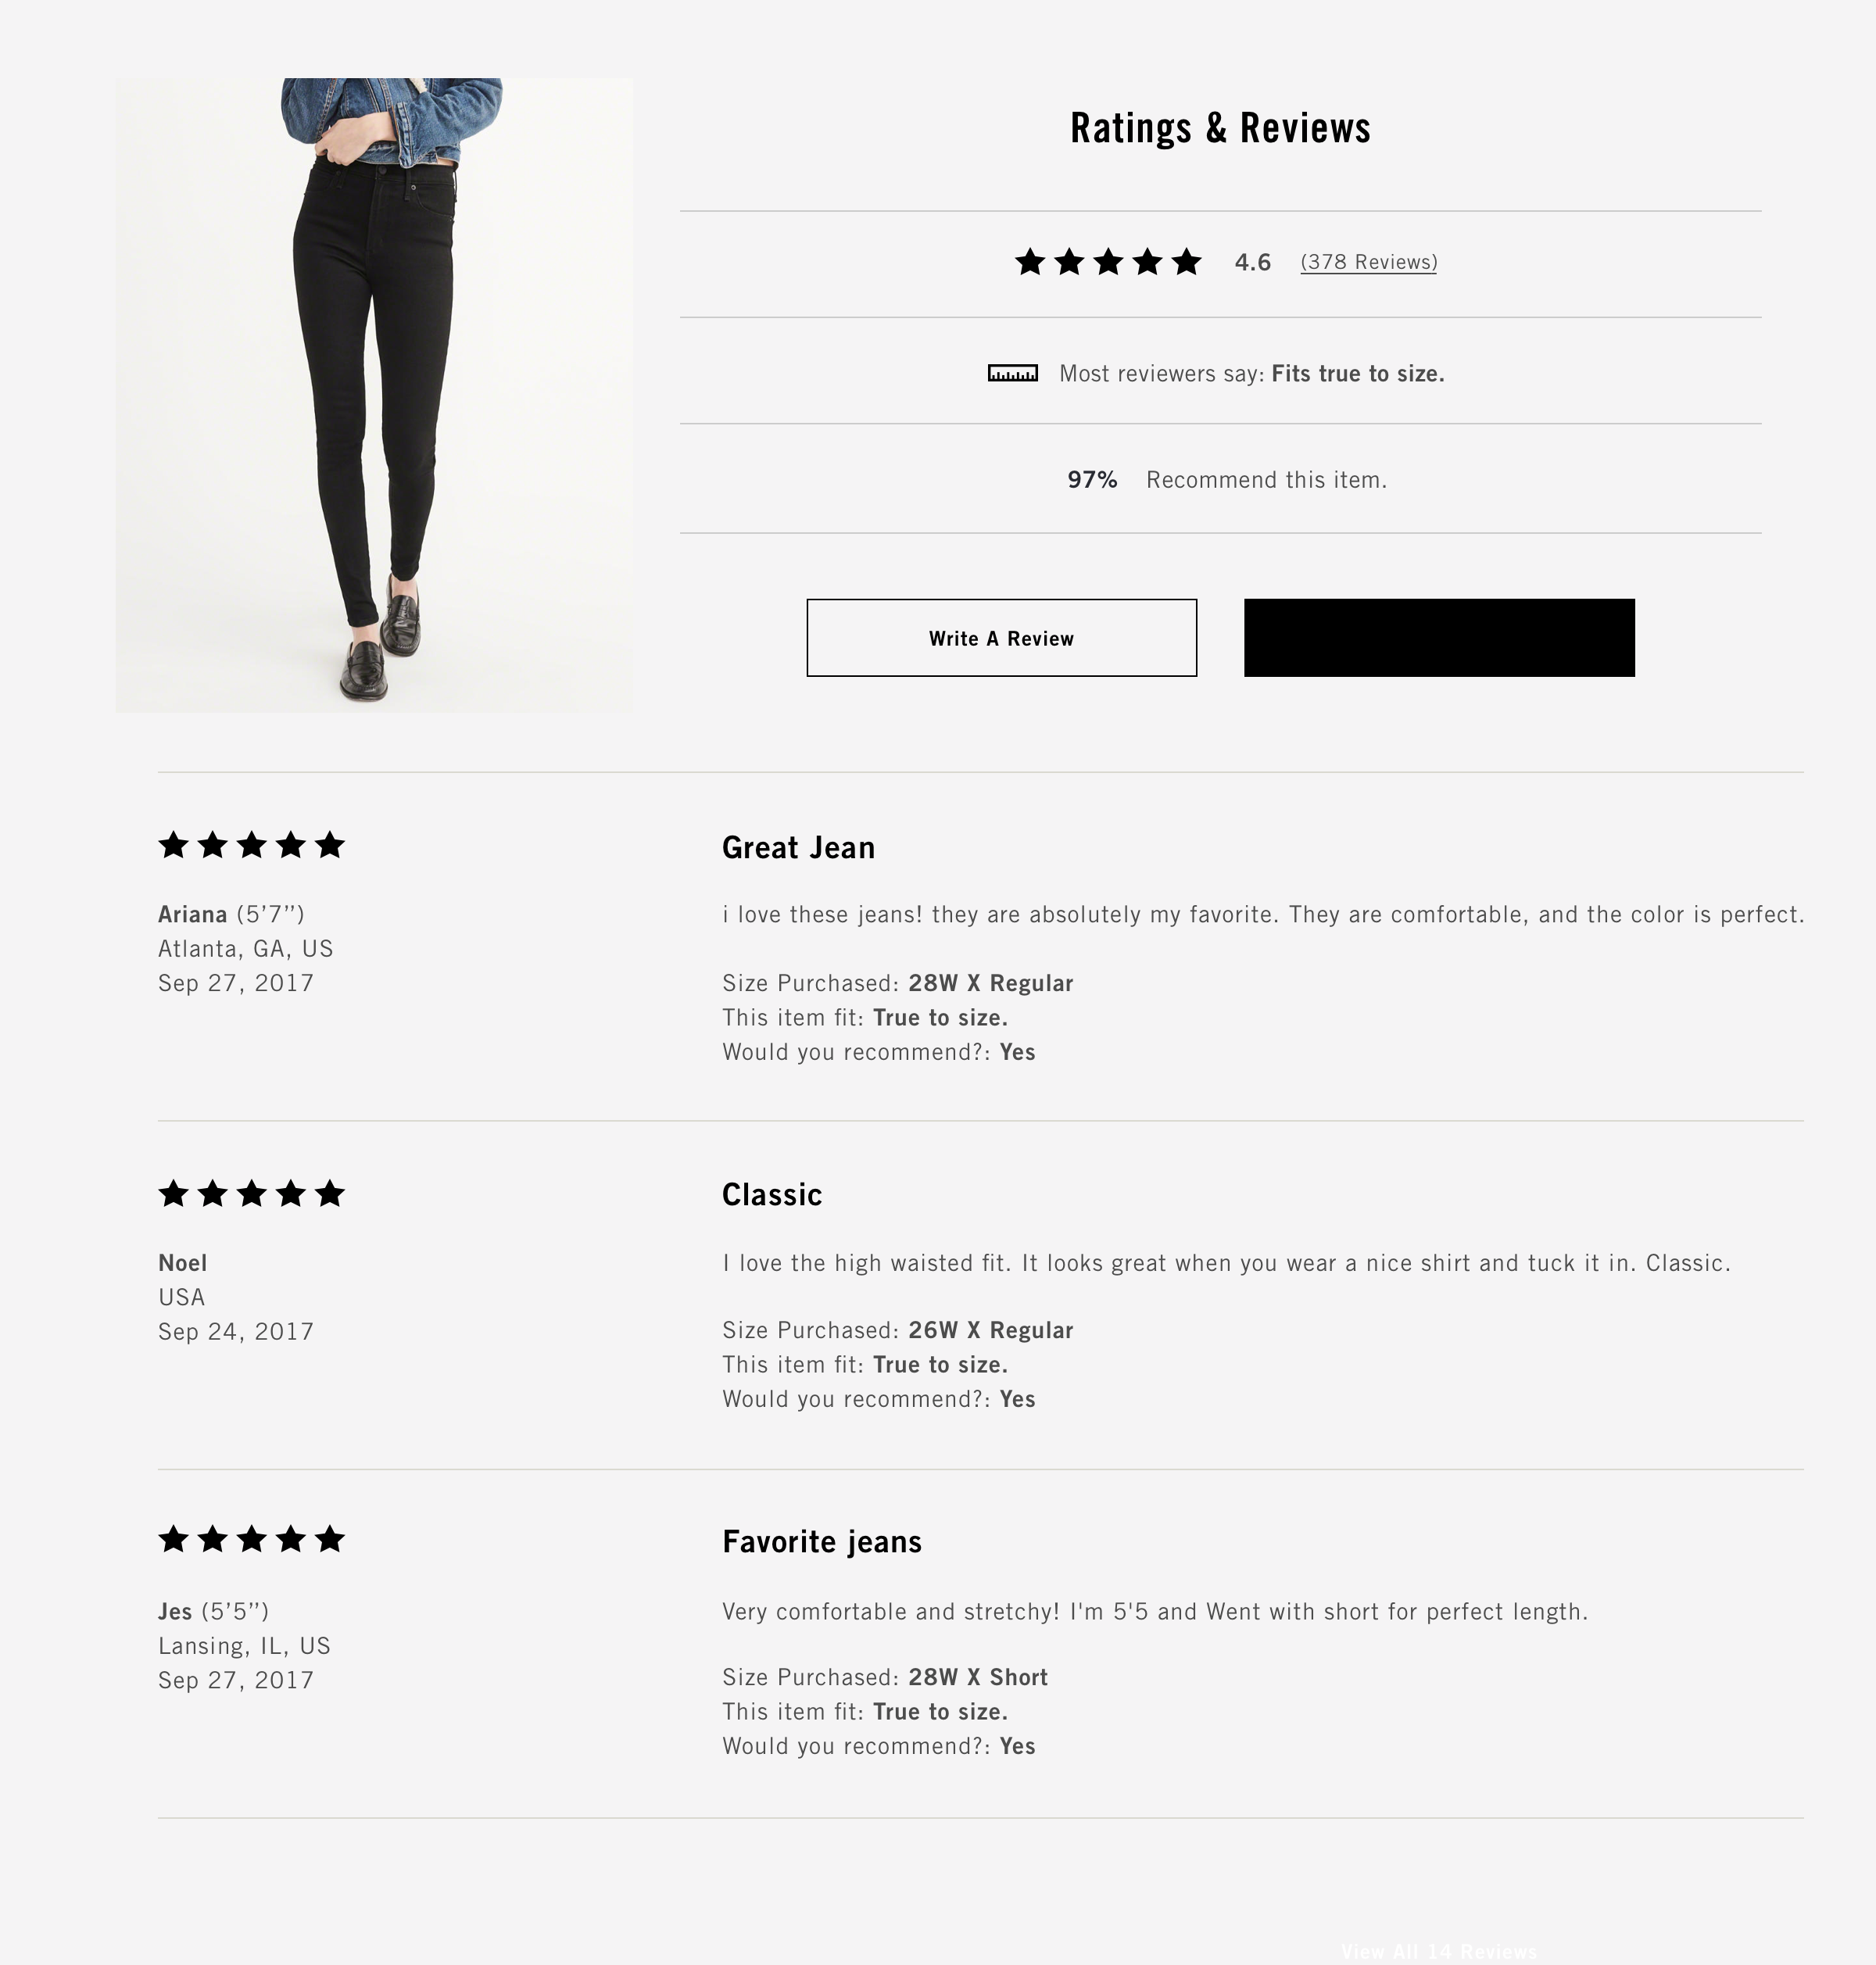 Ratings & Reviews
4.6 (378 Reviews)
Most reviewers say: Fits true to size.
97% Recommend this item.
Write A Review
Great Jean
Ariana (5’7’’)
Atlanta, GA, US
Sep 27, 2017
i love these jeans! they are absolutely my favorite. They are comfortable, and the color is perfect.
Size Purchased: 28W X Regular
This item fit: True to size.
Would you recommend?: Yes
Classic
Noel
USA
Sep 24, 2017
I love the high waisted fit. It looks great when you wear a nice shirt and tuck it in. Classic.
Size Purchased: 26W X Regular
This item fit: True to size.
Would you recommend?: Yes
Favorite jeans
Jes (5’5’’)
Lansing, IL, US
Sep 27, 2017
Very comfortable and stretchy! I'm 5'5 and Went with short for perfect length.
Size Purchased: 28W X Short
This item fit: True to size.
Would you recommend?: Yes
View All 14 Reviews